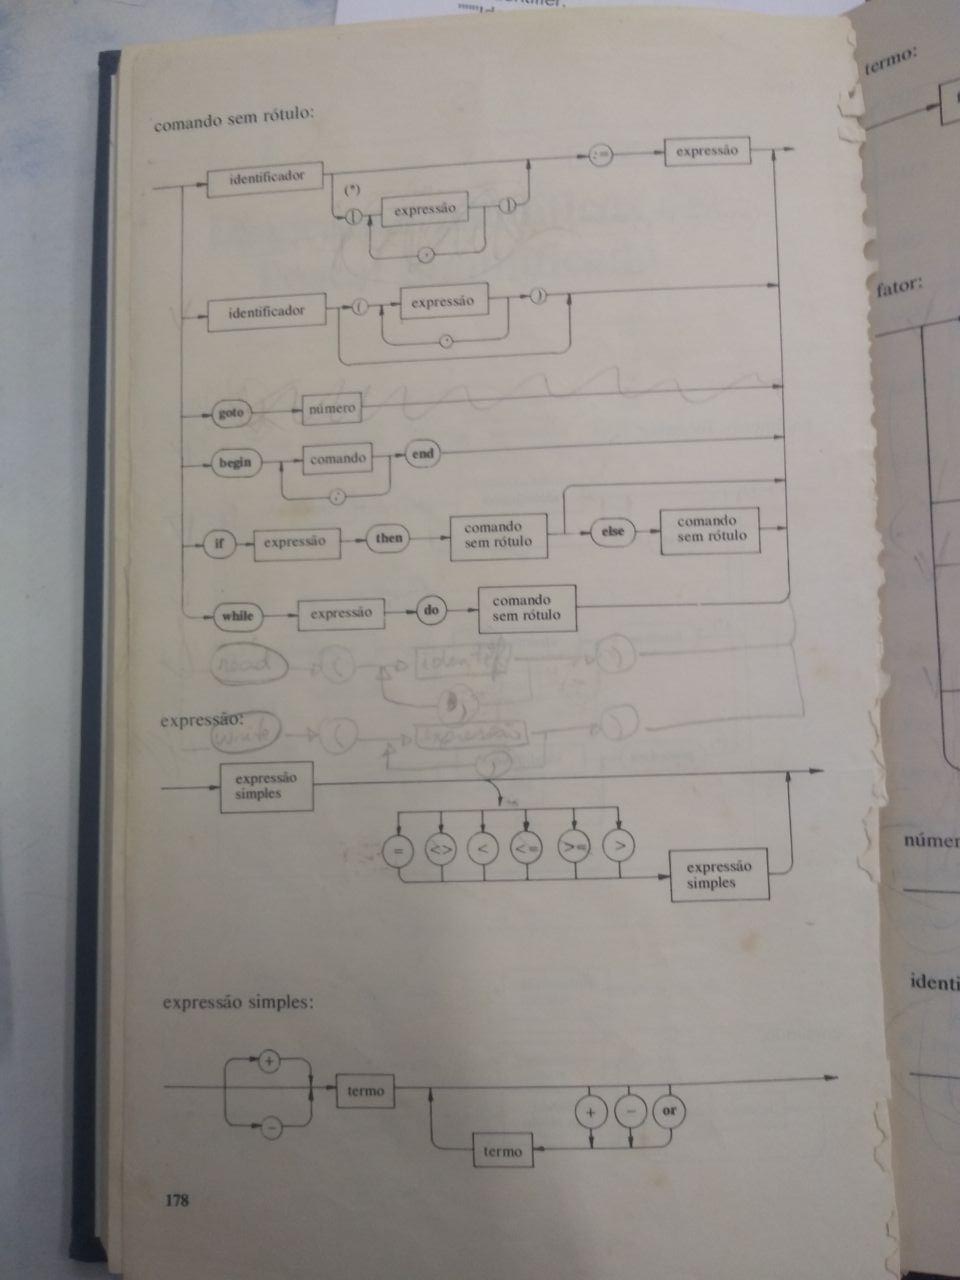 comando sem rótulo:
identificador := expressão
(*)
[ expressão ]
,
identificador ( expressão )
,
goto número
begin comando end
;
if expressão then comando sem rótulo else comando sem rótulo
while expressão do comando sem rótulo
read ( identif )
,
expressão:
write ( expressão )
,
expressão simples
= <> < <= >= >
expressão simples
expressão simples:
+
termo
−
+ − or
termo
178
termo:
fator: